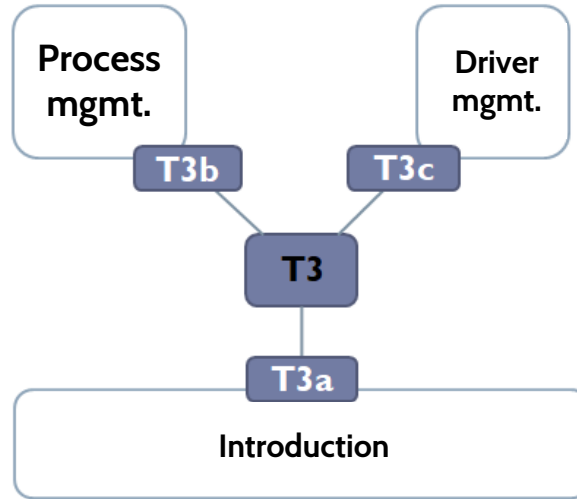 Process
mgmt.
Driver
mgmt.
T3b
T3c
T3
T3a
Introduction